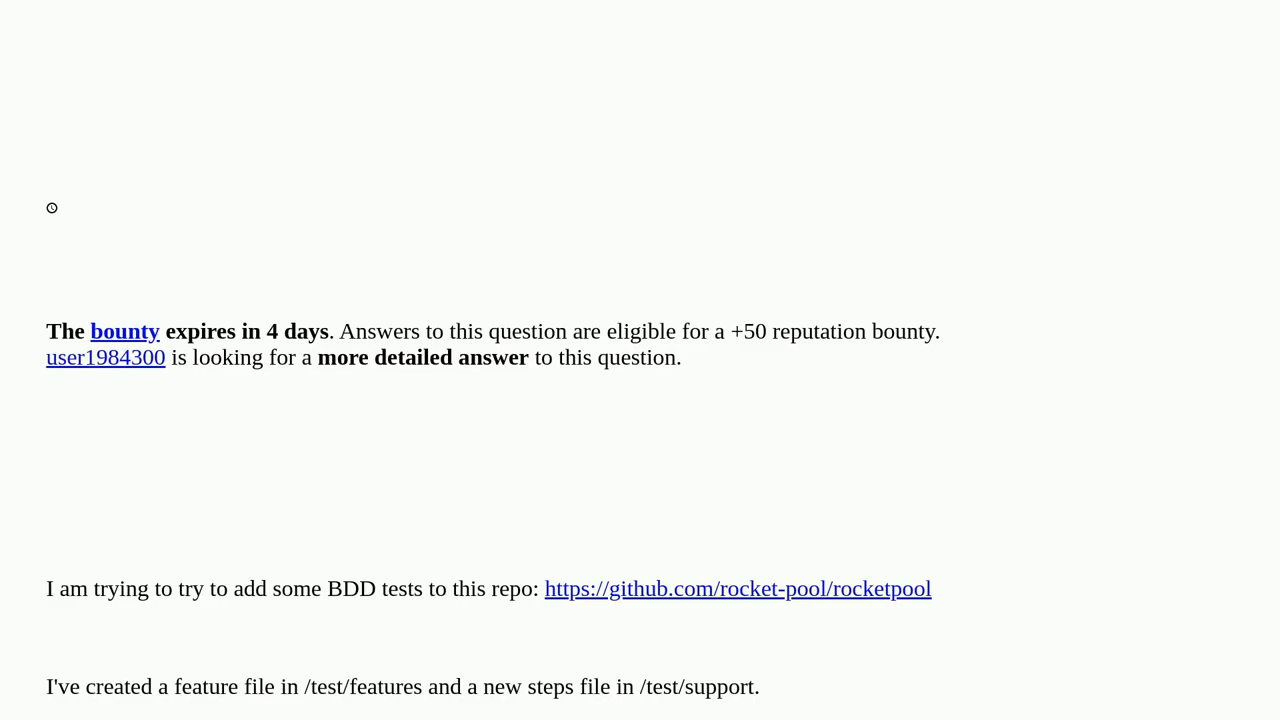 The bounty expires in 4 days. Answers to this question are eligible for a +50 reputation bounty.
user1984300 is looking for a more detailed answer to this question.
I am trying to try to add some BDD tests to this repo: https://github.com/rocket-pool/rocketpool
I've created a feature file in /test/features and a new steps file in /test/support.